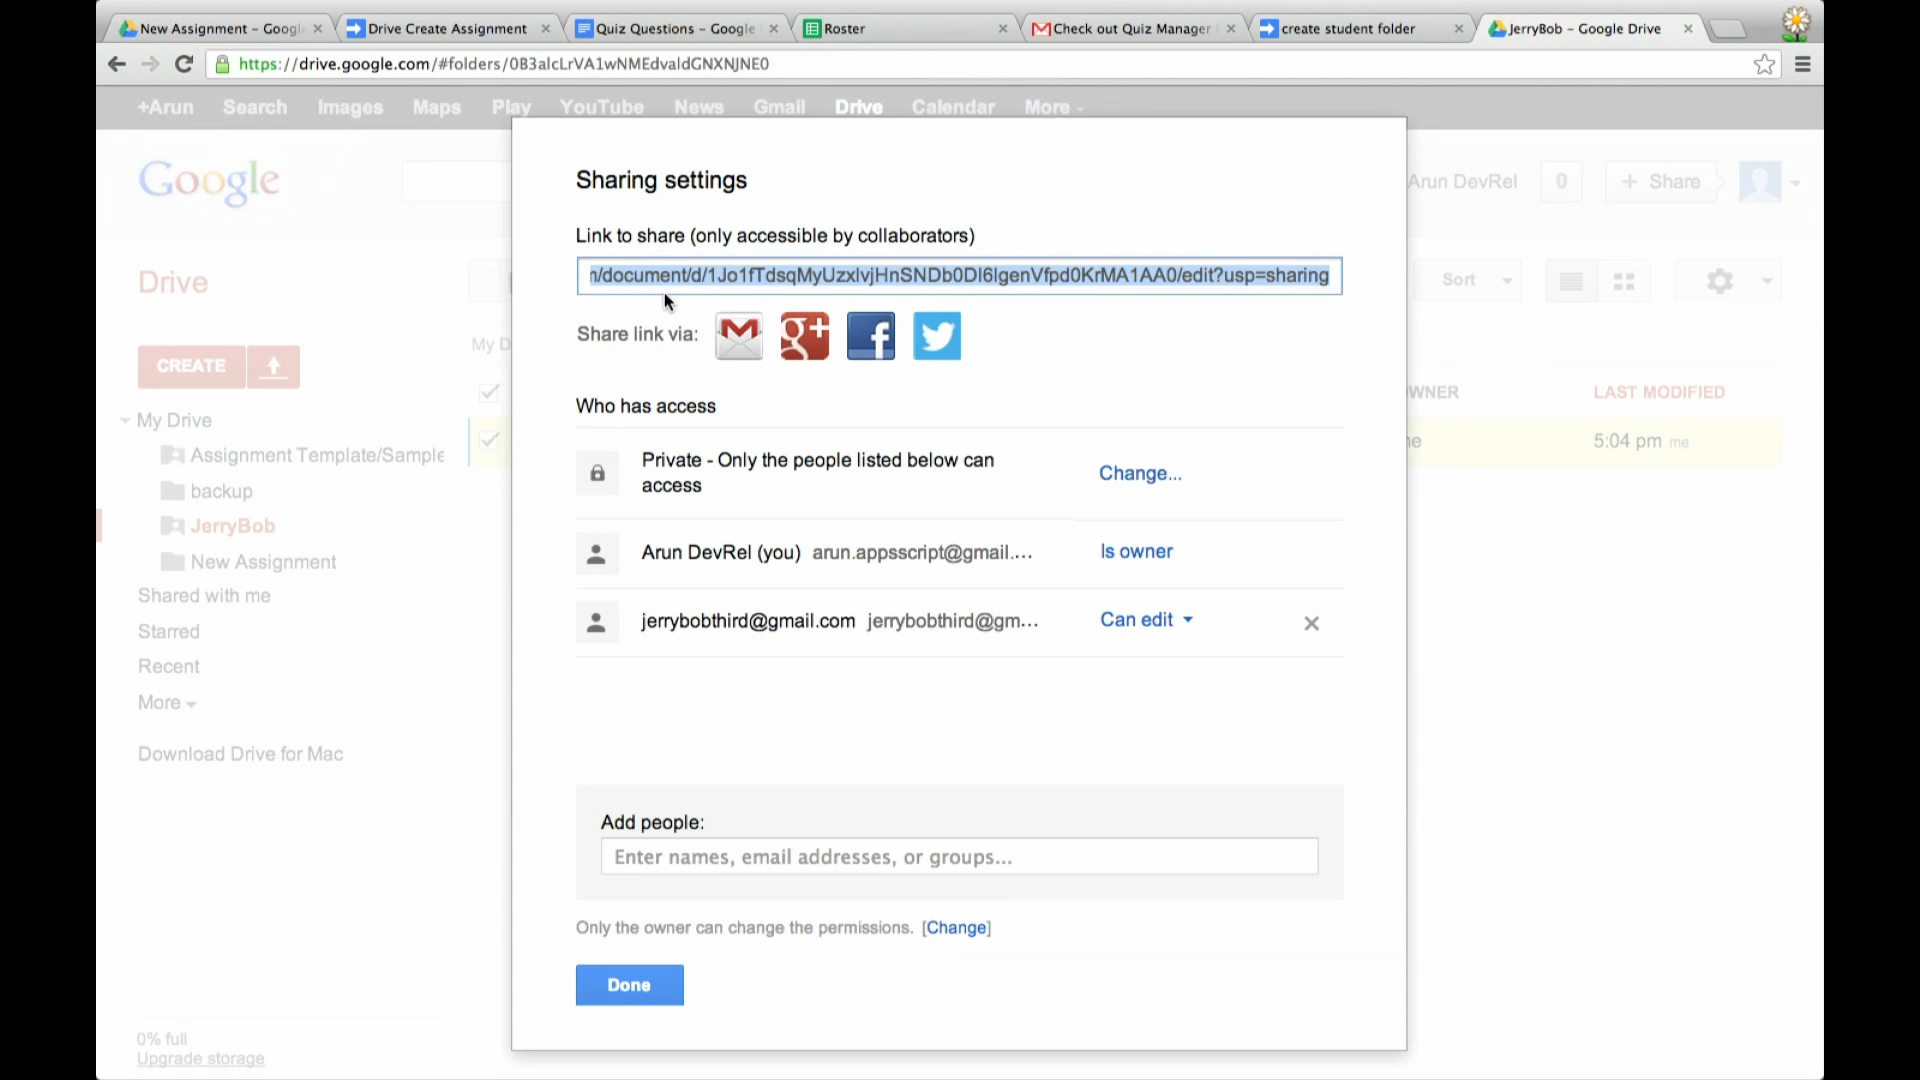 New Assignment - Googl
Drive Create Assignment
Quiz Questions - Google
Roster
Check out Quiz Manager
create student folder
JerryBob - Google Drive
https://drive.google.com/#folders/0B3alcLrVA1wNMEdvaldGNXNJNE0
+Arun Search Images Maps Play YouTube News Gmail Drive Calendar More
Google
Arun DevRel
0
+ Share
Sharing settings
Link to share (only accessible by collaborators)
n/document/d/1Jo1fTdsqMyUzxlvjHnSNDb0Dl6lgenVfpd0KrMA1AA0/edit?usp=sharing
Share link via:
Drive
Sort
CREATE
My D
WNER
LAST MODIFIED
5:04 pm me
My Drive
Assignment Template/Sample
backup
JerryBob
New Assignment
Shared with me
Starred
Recent
More
Download Drive for Mac
0% full
Upgrade storage
Who has access
Private - Only the people listed below can
access
Change...
Arun DevRel (you) arun.appsscript@gmail....
Is owner
jerrybobthird@gmail.com jerrybobthird@gm...
Can edit
Add people:
Enter names, email addresses, or groups...
Only the owner can change the permissions. [Change]
Done